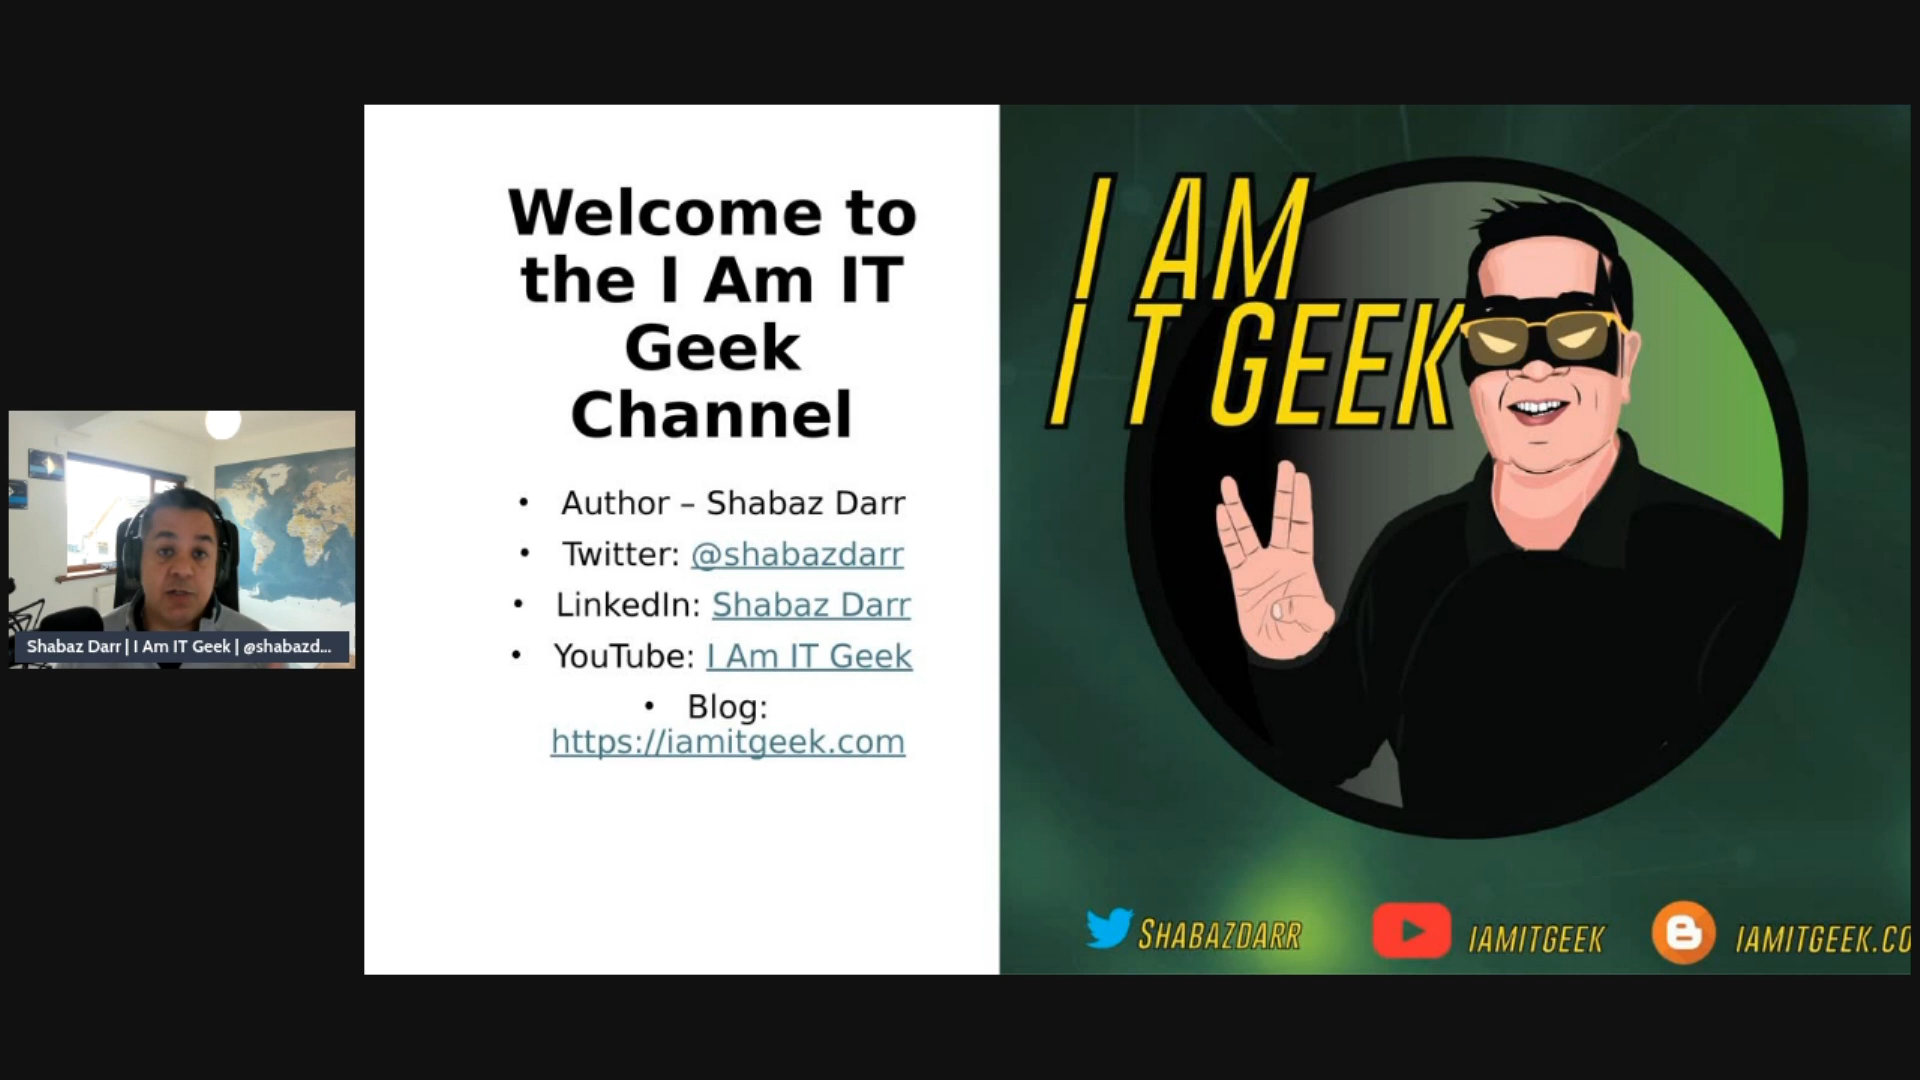 Welcome to
the I Am IT
Geek
Channel
• Author – Shabaz Darr
• Twitter: @shabazdarr
• LinkedIn: Shabaz Darr
• YouTube: I Am IT Geek
• Blog:
https://iamitgeek.com
I AM
IT GEEK
SHABAZDARR
IAMITGEEK
IAMITGEEK.CO
Shabaz Darr | I Am IT Geek | @shabazd...